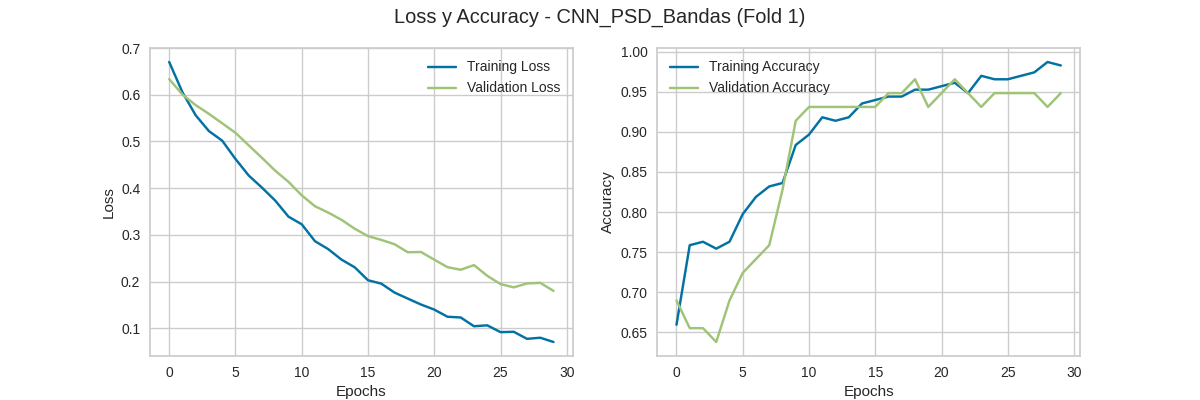 Loss y Accuracy - CNN_PSD_Bandas (Fold 1)
0.7
0.6
0.5
0.4
0.3
0.2
0.1
Loss
Training Loss
Validation Loss
0 5 10 15 20 25 30
Epochs
1.00
0.95
0.90
0.85
0.80
0.75
0.70
0.65
Accuracy
Training Accuracy
Validation Accuracy
0 5 10 15 20 25 30
Epochs